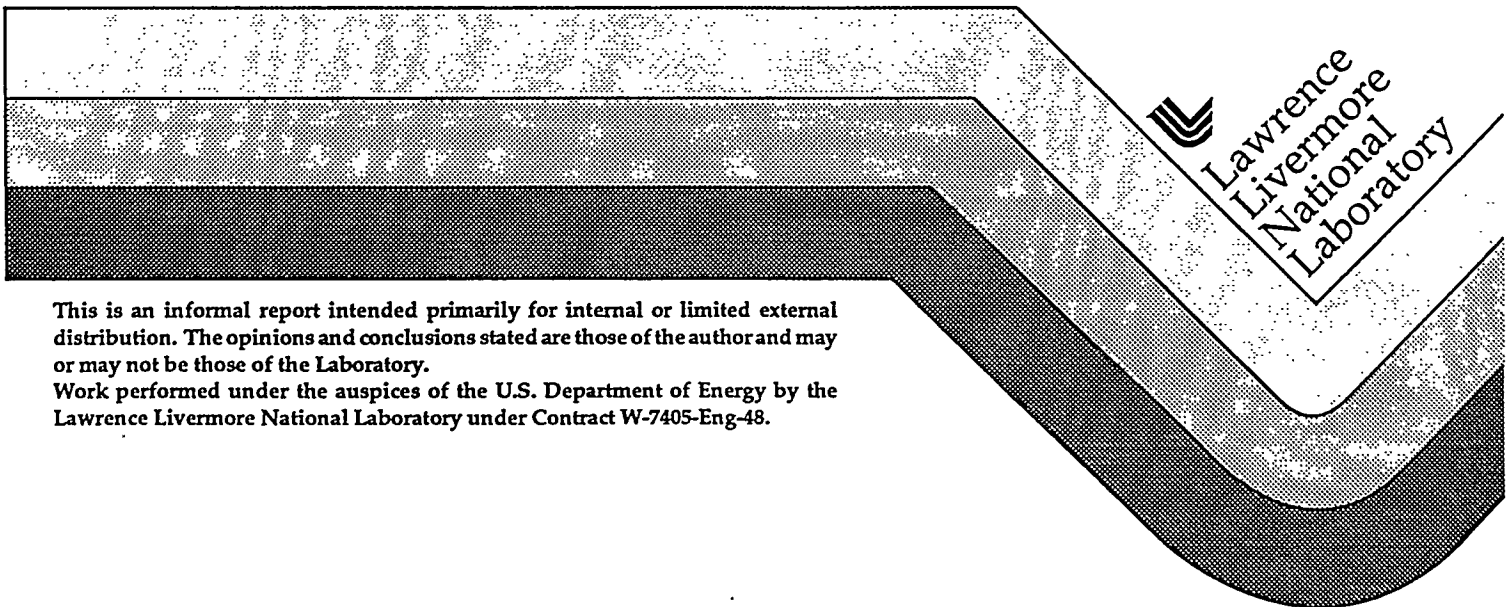 Lawrence
Livermore
National
Laboratory
This is an informal report intended primarily for internal or limited external
distribution. The opinions and conclusions stated are those of the author and may
or may not be those of the Laboratory.
Work performed under the auspices of the U.S. Department of Energy by the
Lawrence Livermore National Laboratory under Contract W-7405-Eng-48.